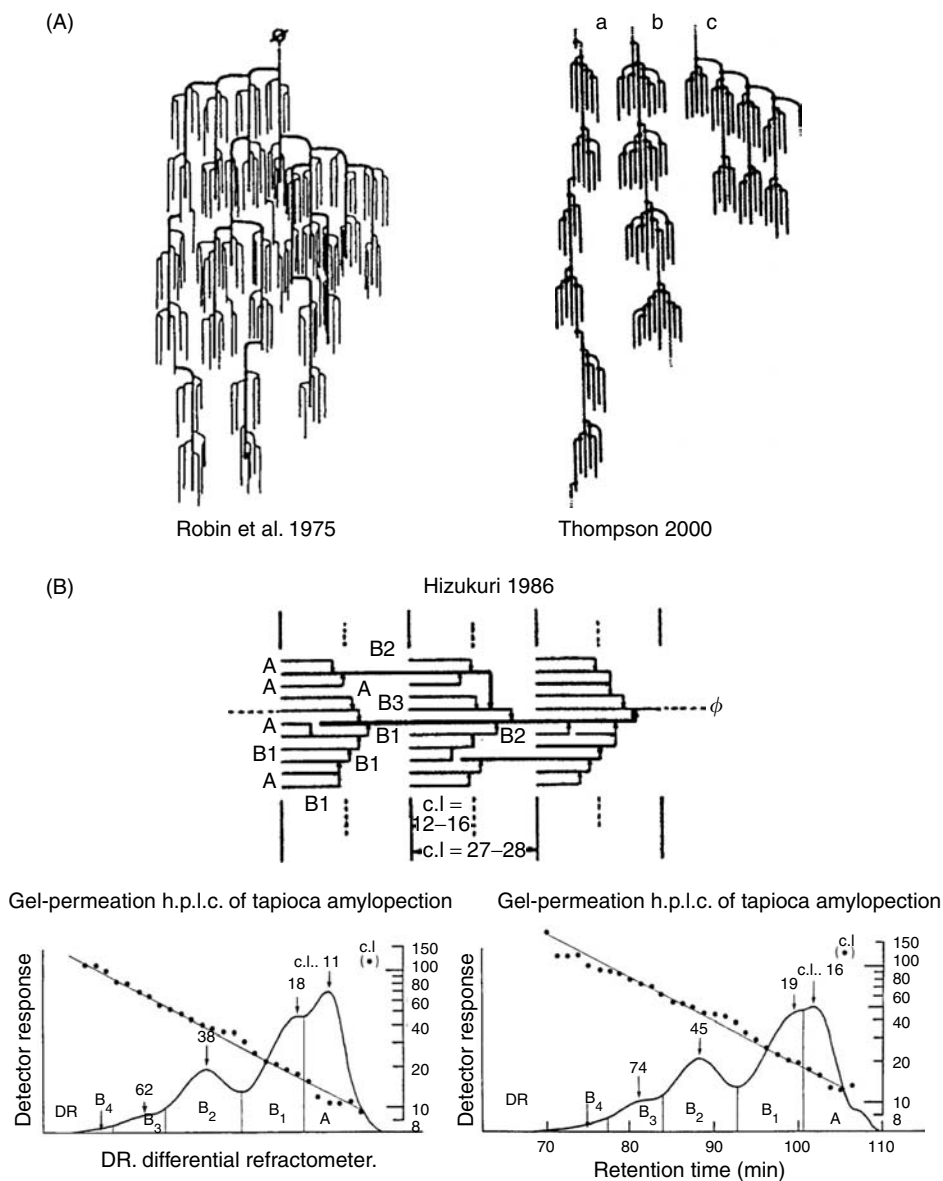 (A)
a b c
Robin et al. 1975
Thompson 2000
(B)
Hizukuri 1986
B2
A
A
A
B3
ϕ
A
B1
B2
B1
B1
A
B1
c.l =
12–16
c.l = 27–28
Gel-permeation h.p.l.c. of tapioca amylopection
Detector response
c.l
(•)
150
100
80
60
40
20
10
8
c.l.. 11
18
38
62
DR
B4
B3
B2
B1
A
DR. differential refractometer.
Gel-permeation h.p.l.c. of tapioca amylopection
Detector response
c.l
(•)
150
100
80
60
40
20
10
8
c.l.. 16
19
45
74
DR
B4
B3
B2
B1
A
70 80 90 100 110
Retention time (min)